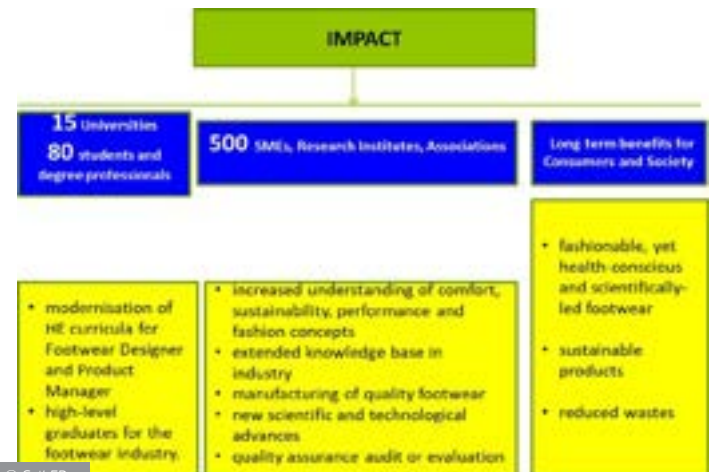 IMPACT
15 Universities
80 students and
degree professionals
500 SMEs, Research Institutes, Associations
Long term benefits for
Consumers and Society
• modernisation of
HE curricula for
Footwear Designer
and Product
Manager
• high-level
graduates for the
footwear industry.
• increased understanding of comfort,
sustainability, performance and
fashion concepts
• extended knowledge base in
industry
• manufacturing of quality footwear
• new scientific and technological
advances
• quality assurance audit or evaluation
• fashionable, yet
health-conscious
and scientifically-
led footwear
• sustainable
products
• reduced wastes